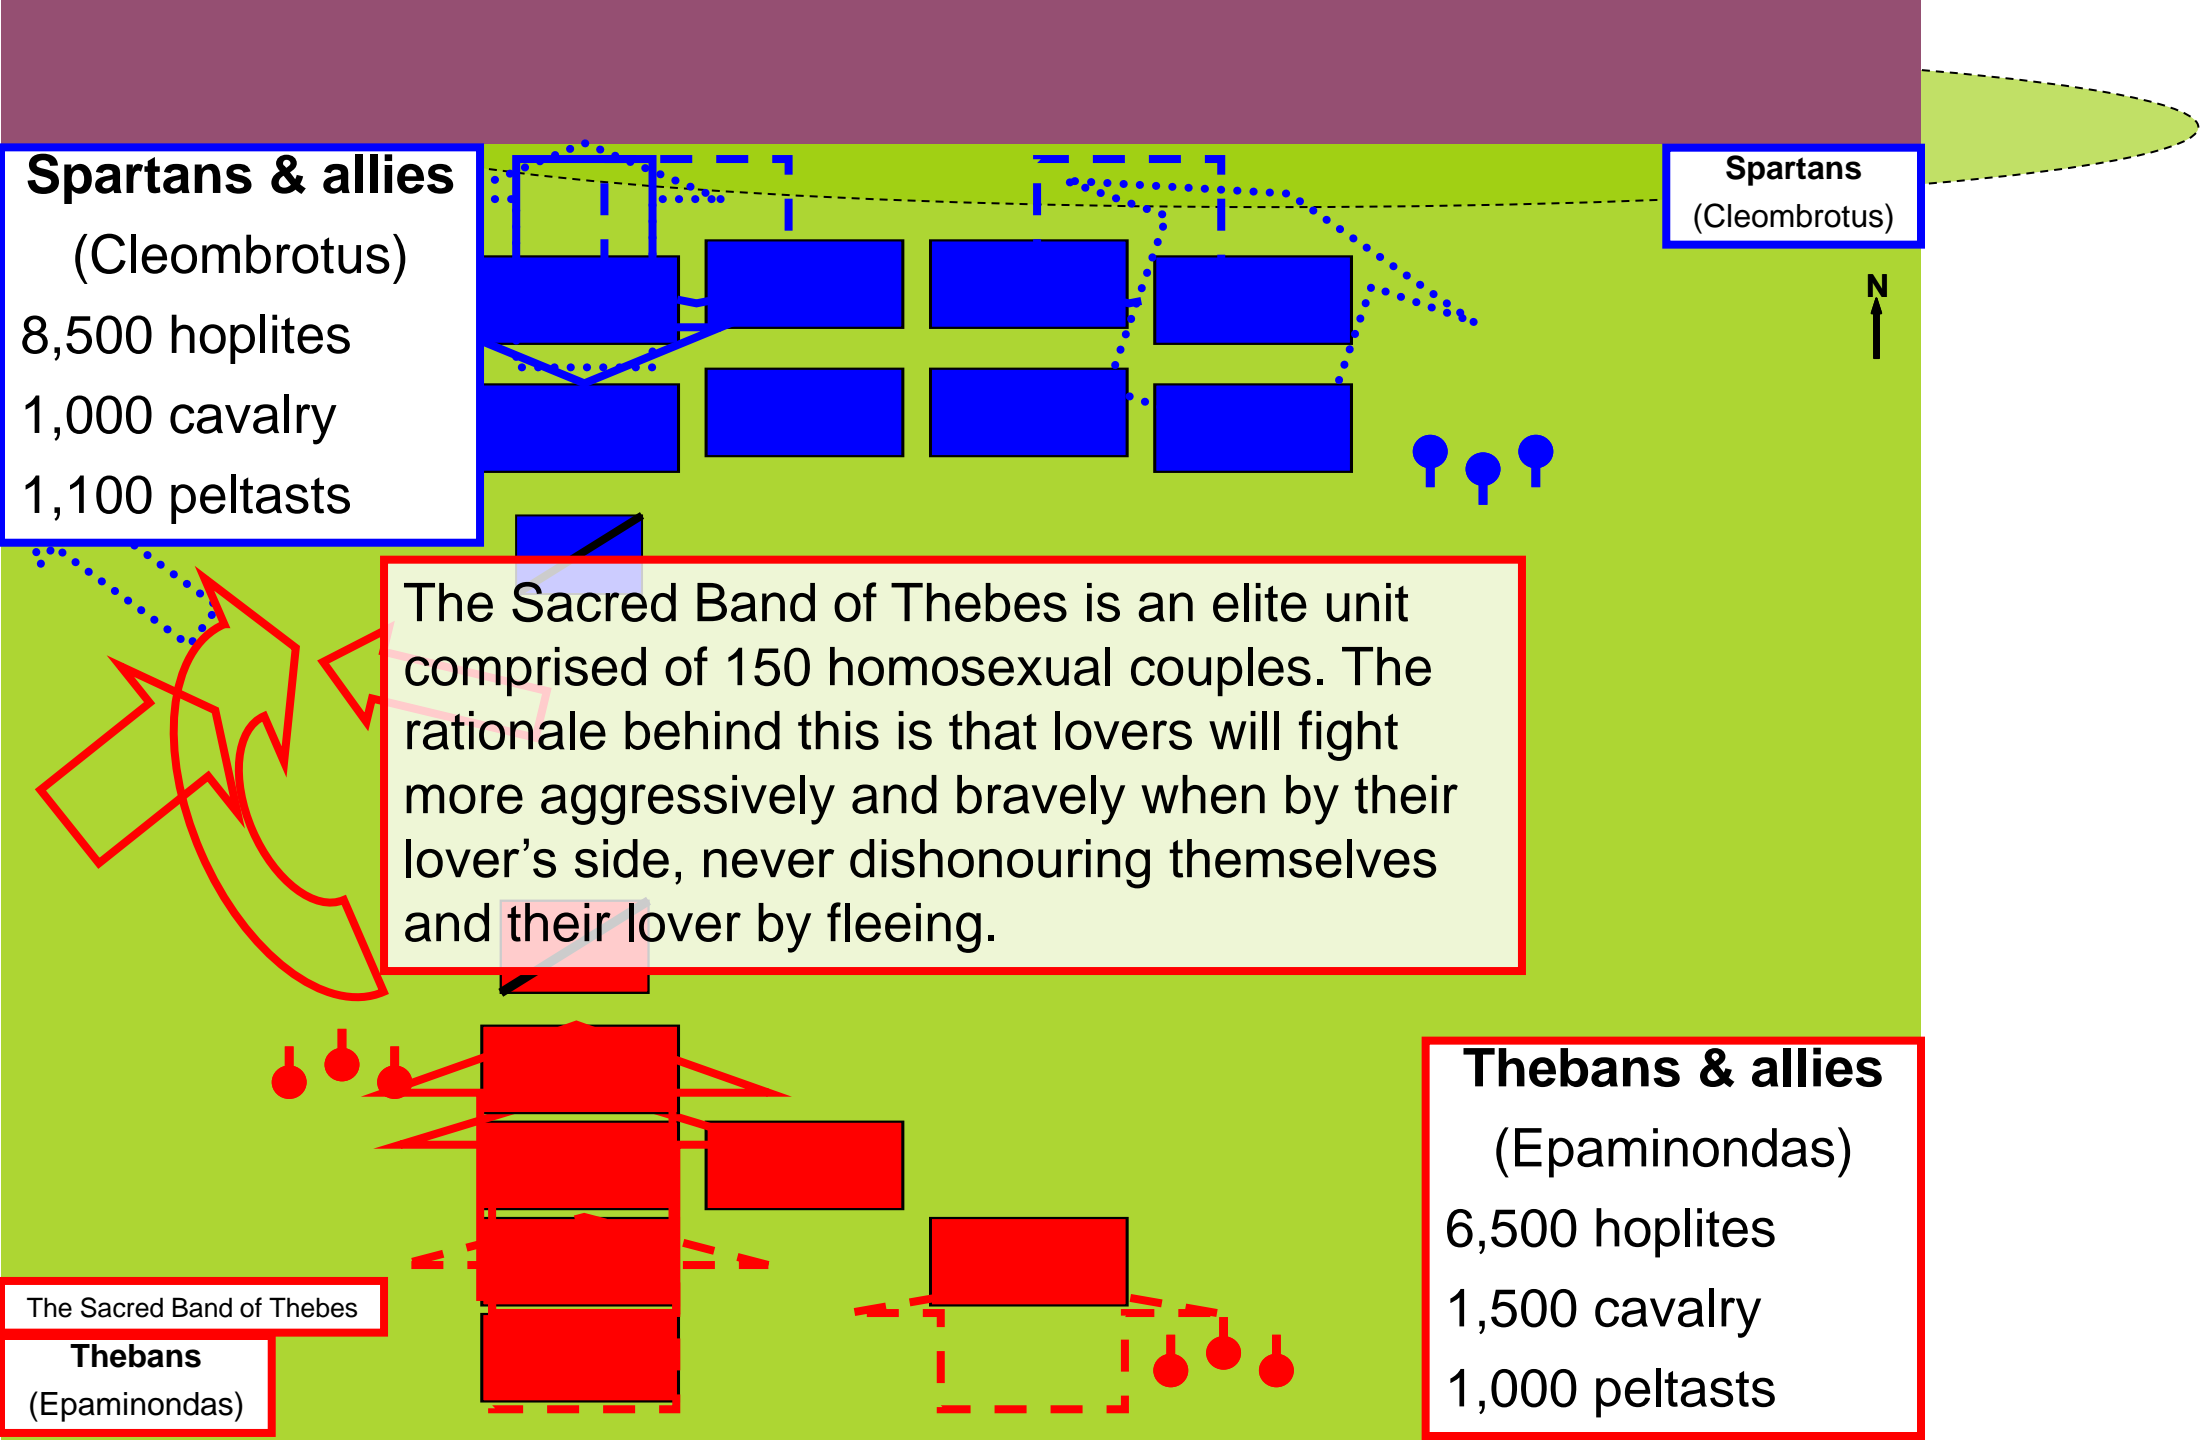 Spartans & allies
(Cleombrotus)
8,500 hoplites
1,000 cavalry
1,100 peltasts
Spartans
(Cleombrotus)
N
The Sacred Band of Thebes is an elite unit
comprised of 150 homosexual couples. The
rationale behind this is that lovers will fight
more aggressively and bravely when by their
lover’s side, never dishonouring themselves
and their lover by fleeing.
Thebans & allies
(Epaminondas)
6,500 hoplites
1,500 cavalry
1,000 peltasts
The Sacred Band of Thebes
Thebans
(Epaminondas)